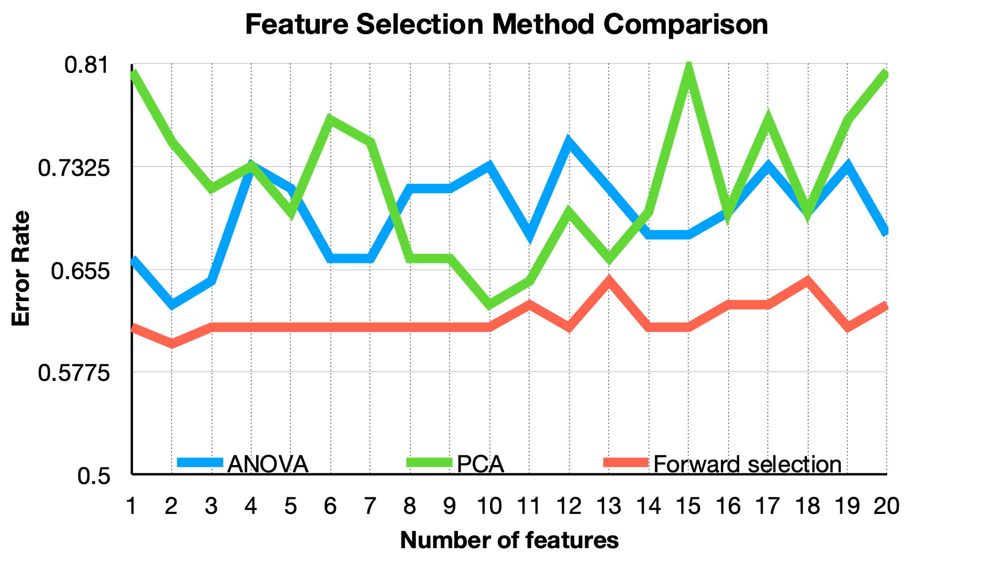 Feature Selection Method Comparison
0.81
0.7325
0.655
0.5775
0.5
Error Rate
ANOVA PCA Forward selection
1 2 3 4 5 6 7 8 9 10 11 12 13 14 15 16 17 18 19 20
Number of features